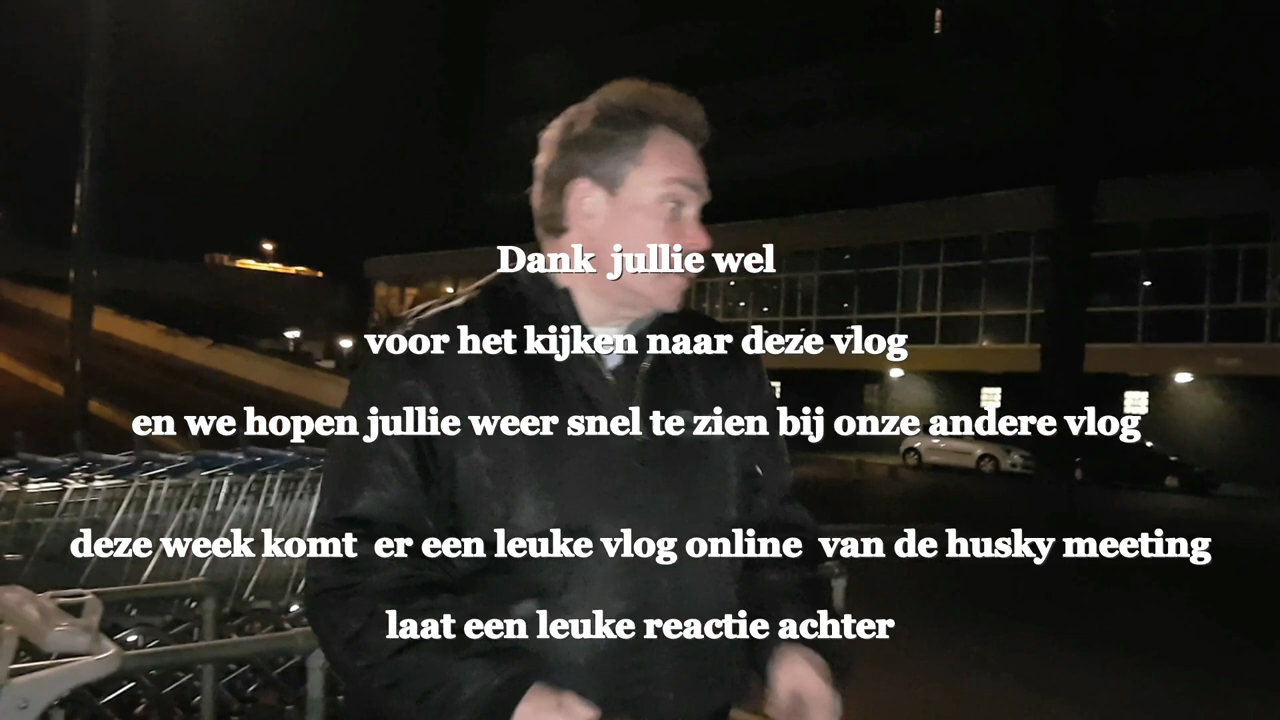 Dank jullie wel
voor het kijken naar deze vlog
en we hopen jullie weer snel te zien bij onze andere vlog
deze week komt er een leuke vlog online van de husky meeting
laat een leuke reactie achter